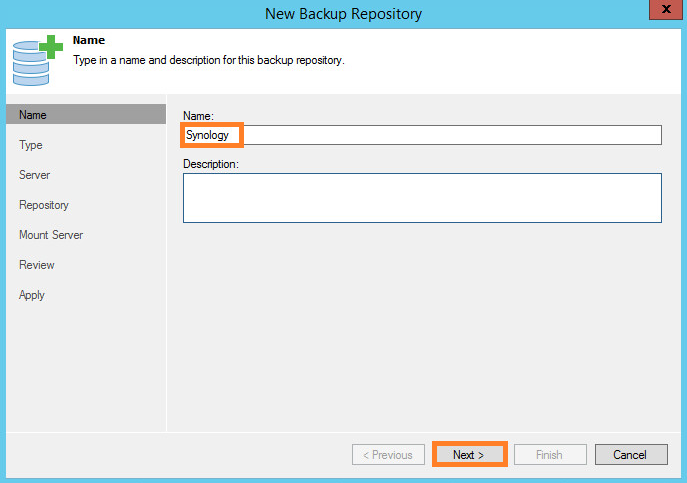 New Backup Repository
x
Name
Type in a name and description for this backup repository.
Name
Type
Server
Repository
Mount Server
Review
Apply
Name:
Synology
Description:
< Previous
Next >
Finish
Cancel